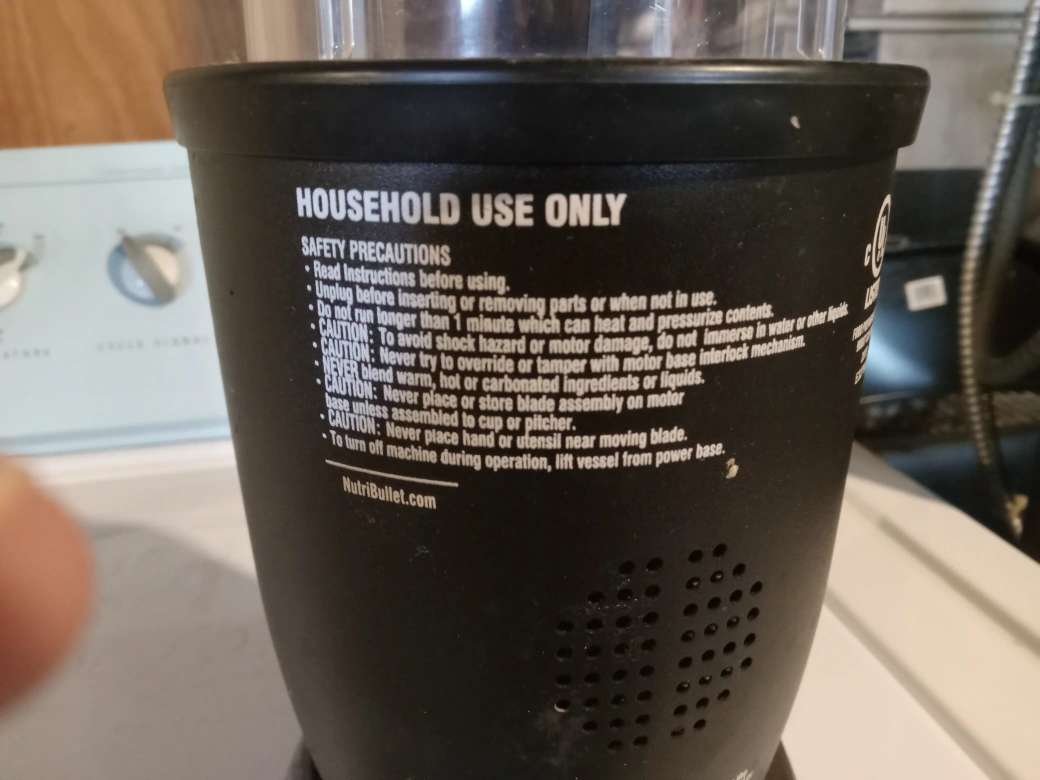 HOUSEHOLD USE ONLY
SAFETY PRECAUTIONS
• Read Instructions before using.
• Unplug before inserting or removing parts or when not in use.
• Do not run longer than 1 minute which can heat and pressurize contents.
• CAUTION: To avoid shock hazard or motor damage, do not immerse in water or other liquids.
• CAUTION: Never try to override or tamper with motor base interlock mechanism.
• NEVER blend warm, hot or carbonated ingredients or liquids.
• CAUTION: Never place or store blade assembly on motor
base unless assembled to cup or pitcher.
• CAUTION: Never place hand or utensil near moving blade.
• To turn off machine during operation, lift vessel from power base.
NutriBullet.com